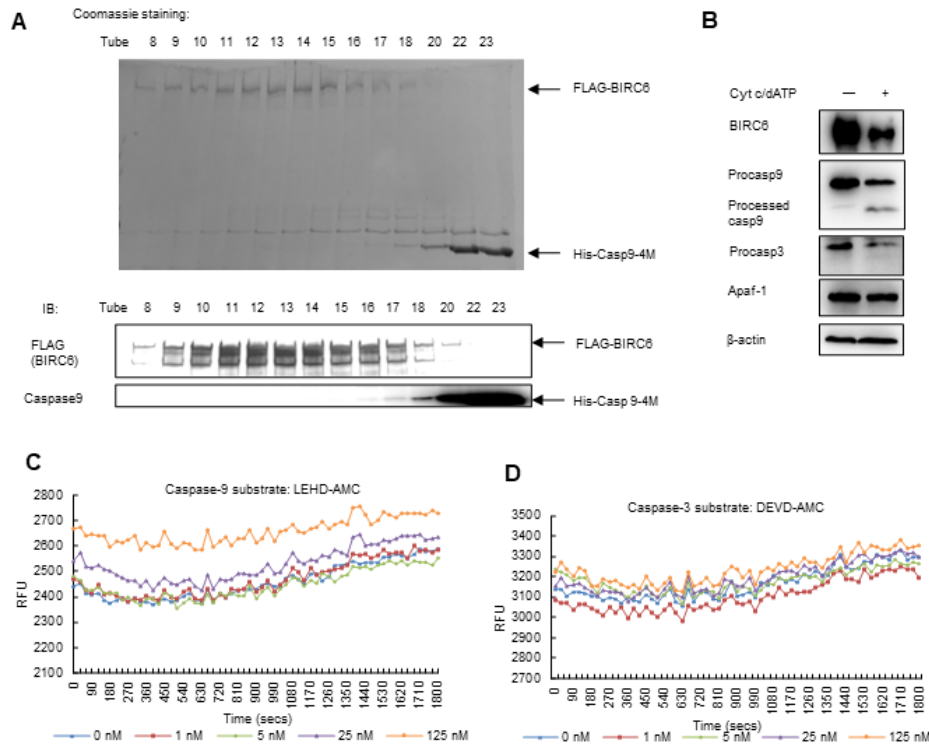 A
Coomassie staining:
Tube 8 9 10 11 12 13 14 15 16 17 18 20 22 23
FLAG-BIRC6
His-Casp9-4M
IB: Tube 8 9 10 11 12 13 14 15 16 17 18 20 22 23
FLAG
(BIRC6)
FLAG-BIRC6
Caspase9
His-Casp 9-4M
B
Cyt c/dATP — +
BIRC6
Procasp9
Processed
casp9
Procasp3
Apaf-1
β-actin
C
Caspase-9 substrate: LEHD-AMC
2800
2700
2600
2500
2400
2300
2200
2100
RFU
0 90 180 270 360 450 540 630 720 810 900 990 1080 1170 1260 1350 1440 1530 1620 1710 1800
Time (secs)
0 nM 1 nM 5 nM 25 nM 125 nM
D
Caspase-3 substrate: DEVD-AMC
3500
3400
3300
3200
3100
3000
2900
2800
2700
RFU
0 90 180 270 360 450 540 630 720 810 900 990 1080 1170 1260 1350 1440 1530 1620 1710 1800
Time (secs)
0 nM 1 nM 5 nM 25 nM 125 nM